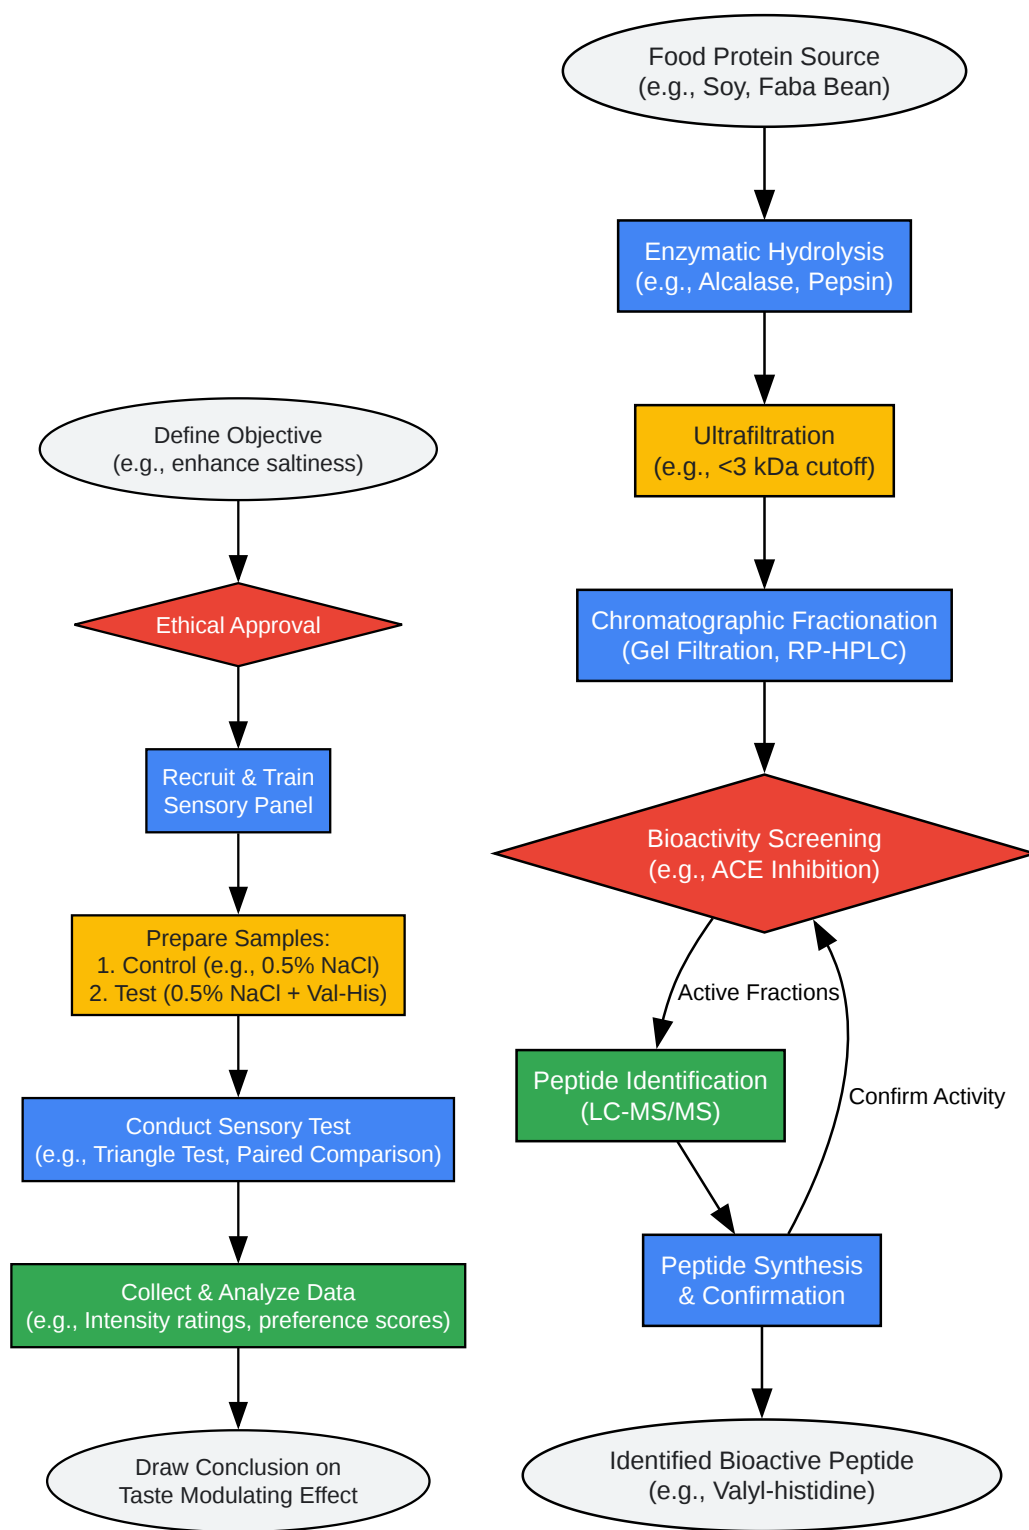 Define Objective
(e.g., enhance saltiness)
Ethical Approval
Recruit & Train
Sensory Panel
Prepare Samples:
1. Control (e.g., 0.5% NaCl)
2. Test (0.5% NaCl + Val-His)
Conduct Sensory Test
(e.g., Triangle Test, Paired Comparison)
Collect & Analyze Data
(e.g., Intensity ratings, preference scores)
Draw Conclusion on
Taste Modulating Effect
Food Protein Source
(e.g., Soy, Faba Bean)
Enzymatic Hydrolysis
(e.g., Alcalase, Pepsin)
Ultrafiltration
(e.g., <3 kDa cutoff)
Chromatographic Fractionation
(Gel Filtration, RP-HPLC)
Bioactivity Screening
(e.g., ACE Inhibition)
Active Fractions
Peptide Identification
(LC-MS/MS)
Confirm Activity
Peptide Synthesis
& Confirmation
Identified Bioactive Peptide
(e.g., Valyl-histidine)